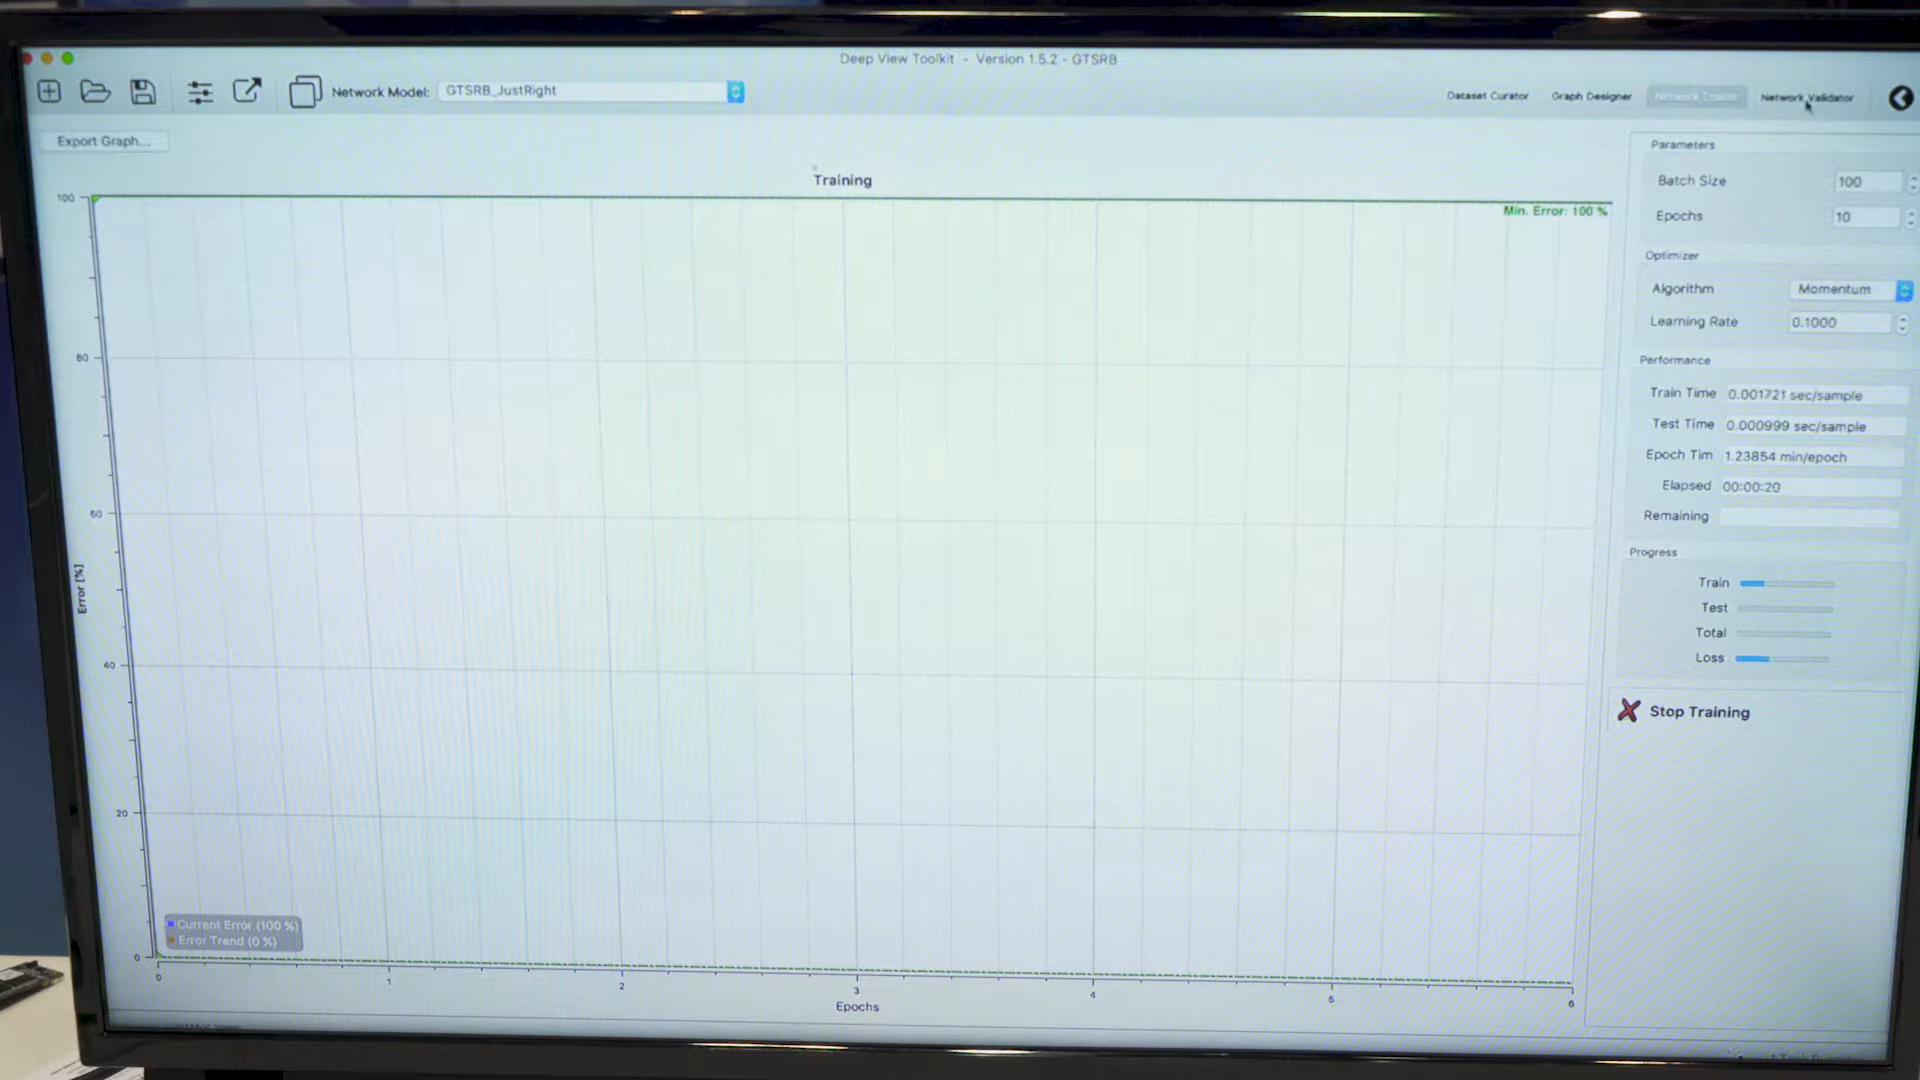 Deep View Toolkit - Version 1.5.2 - GTSRB
Network Model: GTSRB_JustRight
Dataset Curator
Graph Designer
Network Trainer
Network Validator
Export Graph...
Training
Min. Error: 100 %
100
80
60
40
20
0
Error [%]
Current Error (100 %)
Error Trend (0 %)
0 1 2 3 4 5 6
Epochs
Parameters
Batch Size 100
Epochs 10
Optimizer
Algorithm Momentum
Learning Rate 0.1000
Performance
Train Time 0.001721 sec/sample
Test Time 0.000999 sec/sample
Epoch Tim 1.23854 min/epoch
Elapsed 00:00:20
Remaining
Progress
Train
Test
Total
Loss
Stop Training